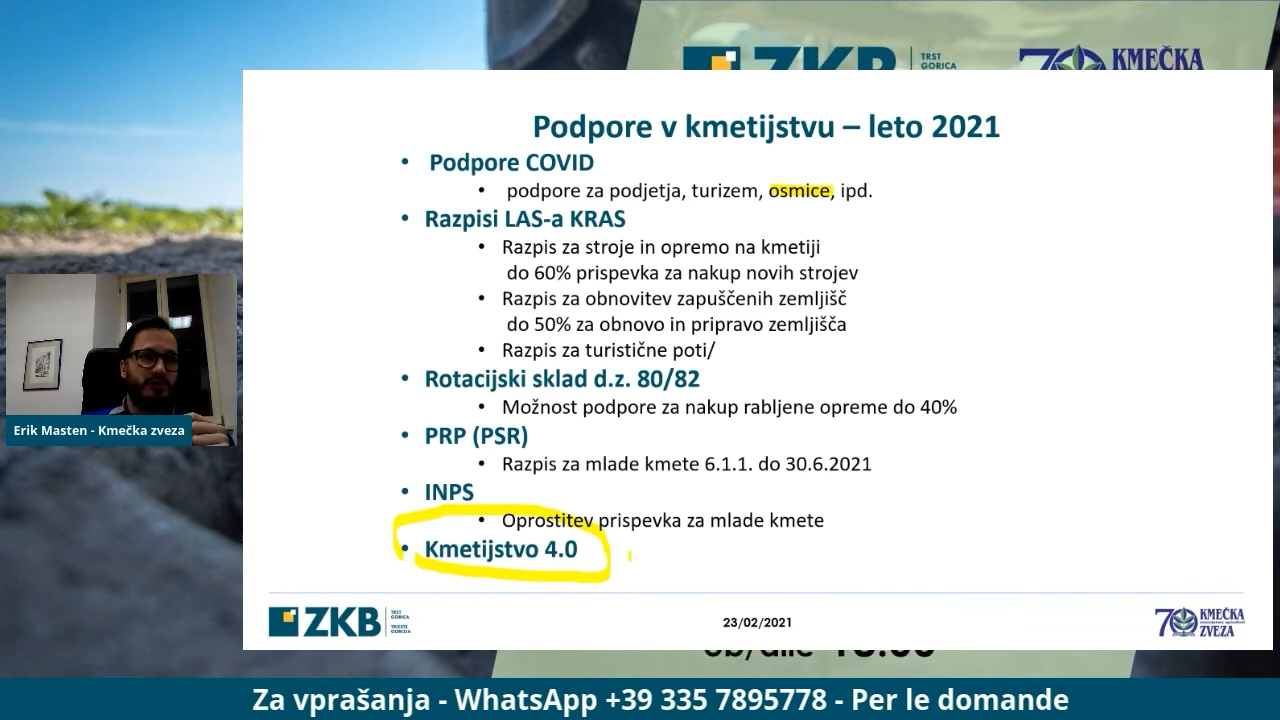 ZKB TRST GORICA
70 KMEČKA
Podpore v kmetijstvu – leto 2021
• Podpore COVID
• podpore za podjetja, turizem, osmice, ipd.
• Razpisi LAS-a KRAS
• Razpis za stroje in opremo na kmetiji
do 60% prispevka za nakup novih strojev
• Razpis za obnovitev zapuščenih zemljišč
do 50% za obnovo in pripravo zemljišča
• Razpis za turistične poti/
• Rotacijski sklad d.z. 80/82
• Možnost podpore za nakup rabljene opreme do 40%
• PRP (PSR)
• Razpis za mlade kmete 6.1.1. do 30.6.2021
• INPS
• Oprostitev prispevka za mlade kmete
• Kmetijstvo 4.0
Erik Masten - Kmečka zveza
ZKB TRST GORICA TRIESTE GORIZIA
23/02/2021
70 KMEČKA
ZVEZA
Za vprašanja - WhatsApp +39 335 7895778 - Per le domande